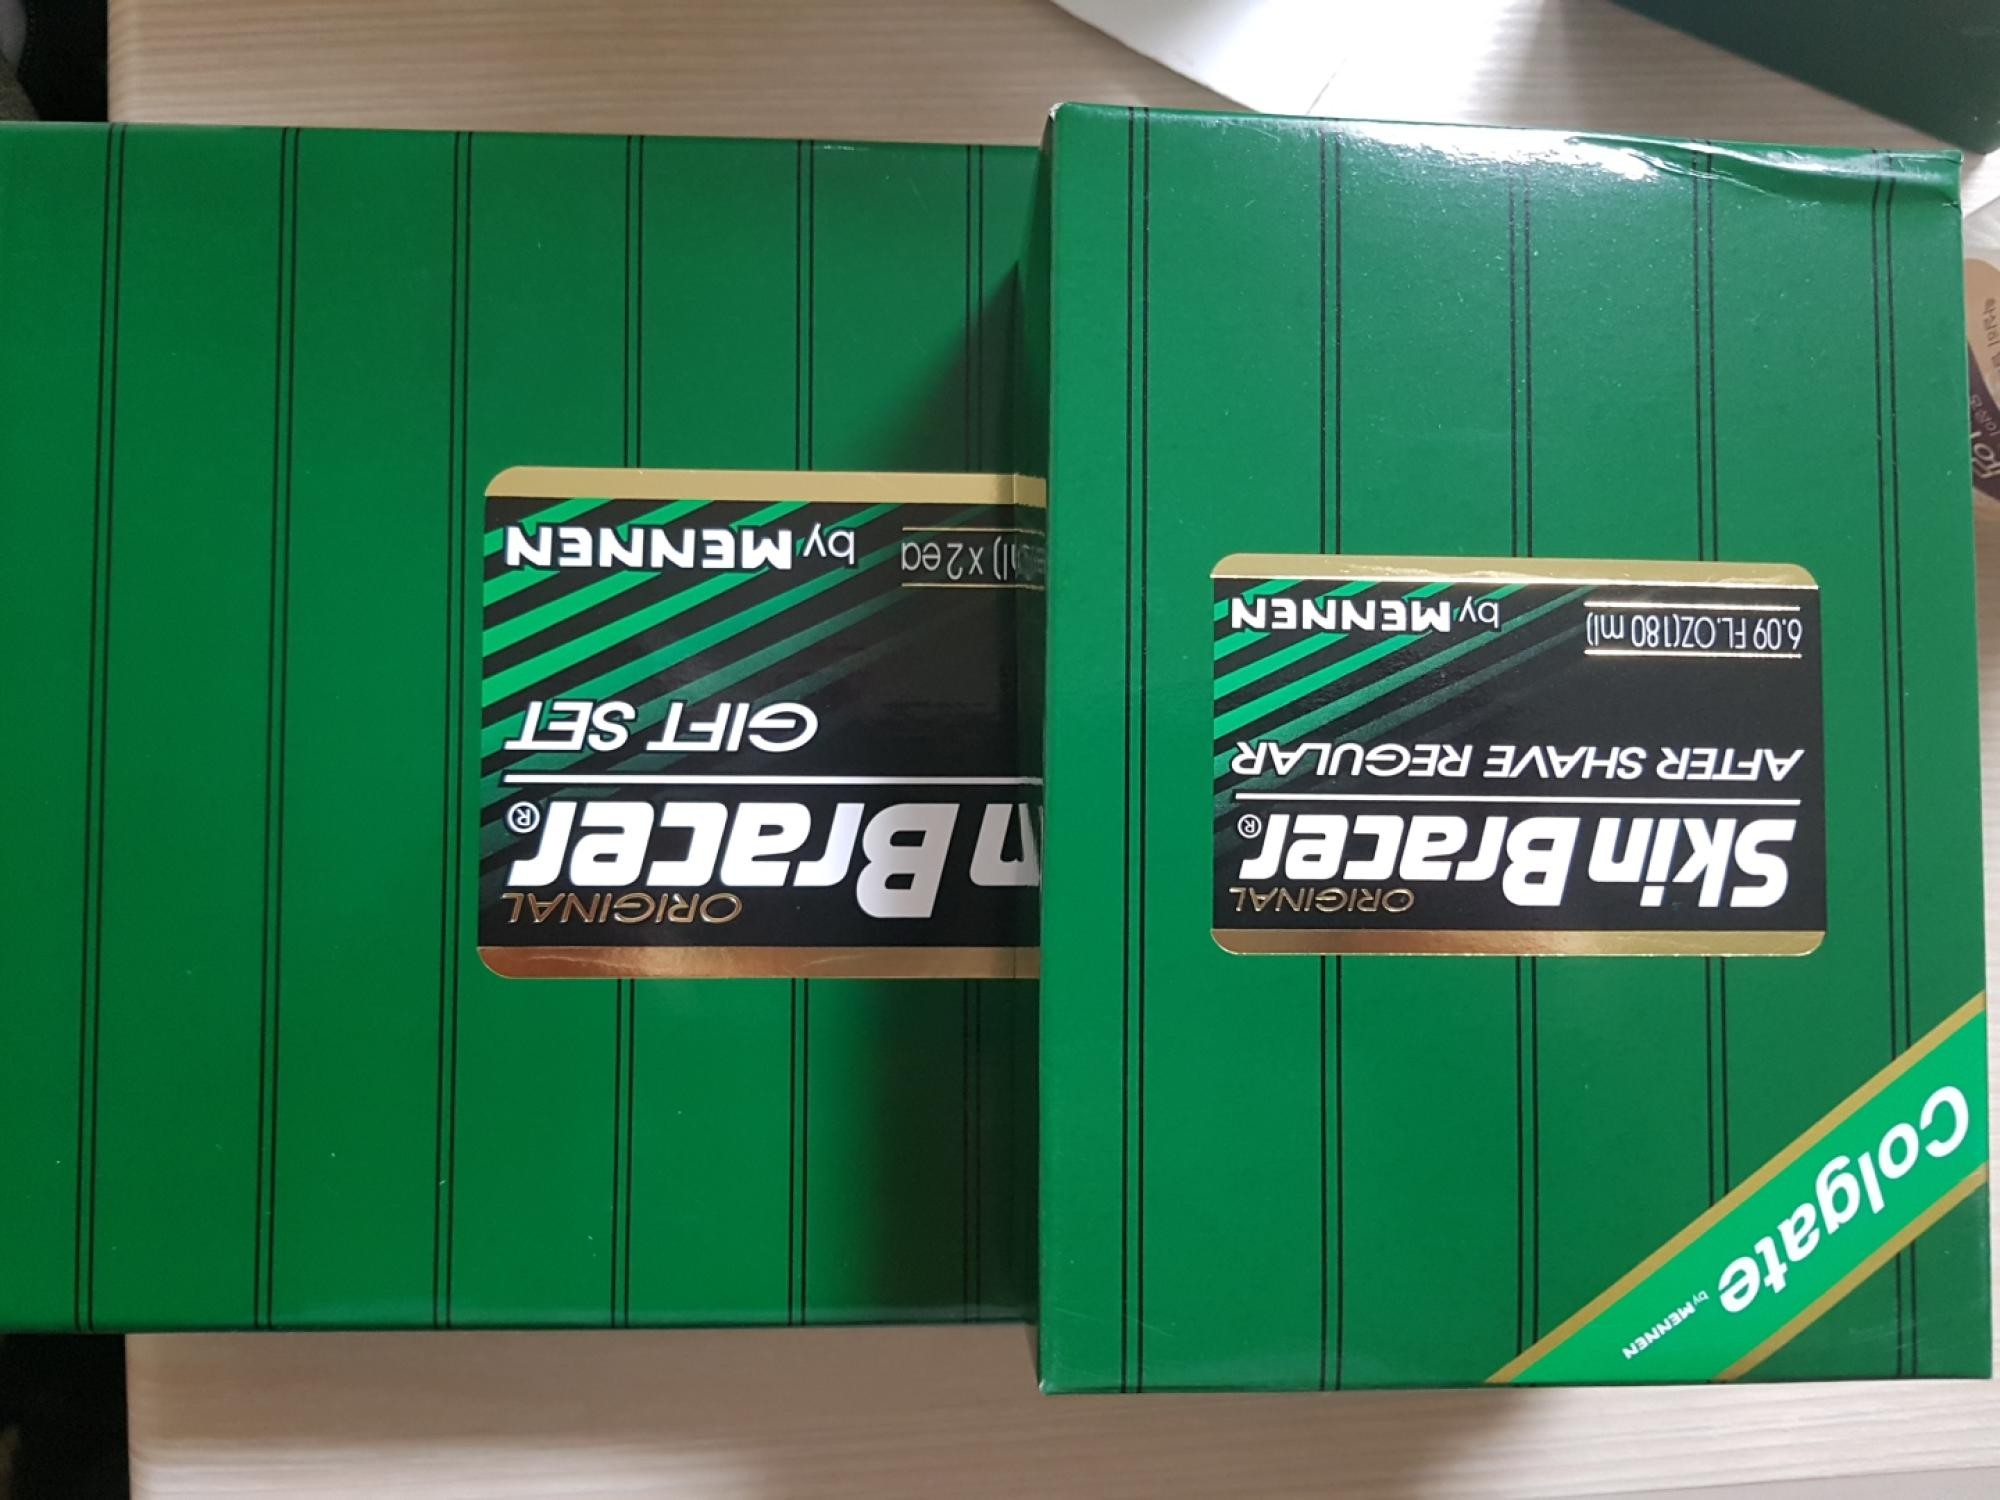 Colgate
by MENNEN
ORIGINAL
Skin Bracer®
AFTER SHAVE REGULAR
6.09 FL.OZ(180 ml)
by MENNEN
ORIGINAL
n Bracer®
GIFT SET
ml) x 2ea
by MENNEN